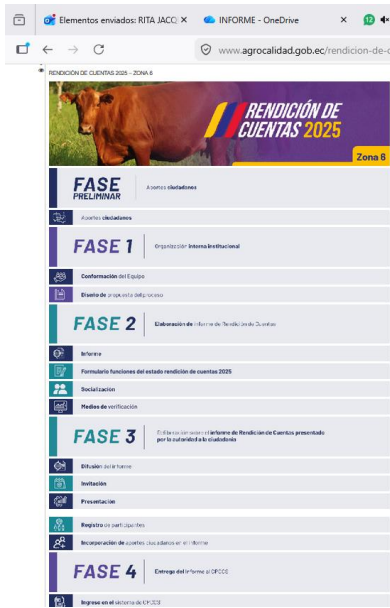 Elementos enviados: RITA JACC
INFORME - OneDrive
12
www.agrocalidad.gob.ec/rendicion-de-c
RENDICIÓN DE CUENTAS 2025 - ZONA 6
RENDICIÓN DE
CUENTAS 2025
Zona 6
FASE
PRELIMINAR
Aportes ciudadanos
Aportes ciudadanos
FASE 1
Organización interna institucional
Conformación del Equipo
Diseño de propuesta del proceso
FASE 2
Elaboración de informe de Rendición de Cuentas
Informe
Formulario funciones del estado rendición de cuentas 2025
Socialización
Medios de verificación
FASE 3
Deliberación sobre el informe de Rendición de Cuentas presentado
por la autoridad a la ciudadanía
Difusión del informe
Invitación
Presentación
Registro de participantes
Incorporación de aportes ciudadanos en el informe
FASE 4
Entrega del informe al CPCCS
Ingreso en el sistema de CPCCS